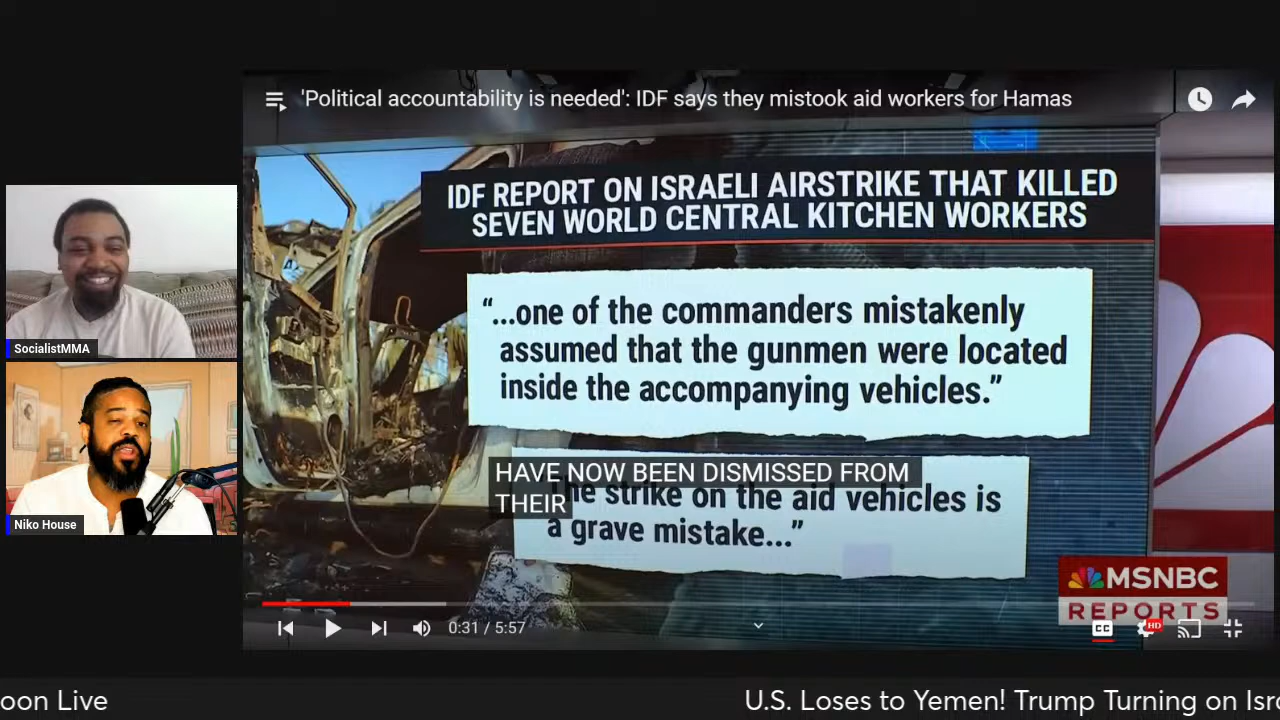 'Political accountability is needed': IDF says they mistook aid workers for Hamas
IDF REPORT ON ISRAELI AIRSTRIKE THAT KILLED
SEVEN WORLD CENTRAL KITCHEN WORKERS
“...one of the commanders mistakenly
assumed that the gunmen were located
inside the accompanying vehicles.”
HAVE NOW BEEN DISMISSED FROM
THEIR
he strike on the aid vehicles is
a grave mistake...”
SocialistMMA
Niko House
MSNBC
REPORTS
0:31 / 5:57
CC
HD
oon Live
U.S. Loses to Yemen! Trump Turning on Isr